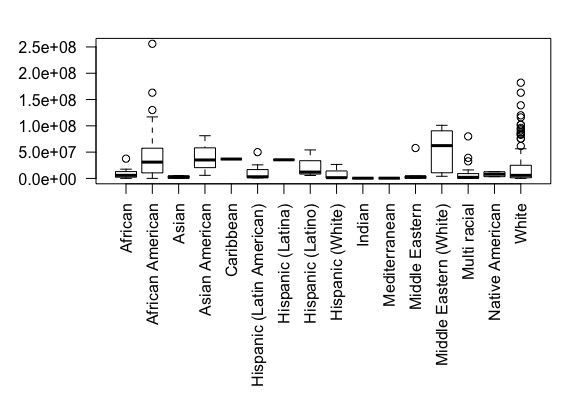 2.5e+08
2.0e+08
1.5e+08
1.0e+08
5.0e+07
0.0e+00
African
African American
Asian
Asian American
Caribbean
Hispanic (Latin American)
Hispanic (Latina)
Hispanic (Latino)
Hispanic (White)
Indian
Mediterranean
Middle Eastern
Middle Eastern (White)
Multi racial
Native American
White